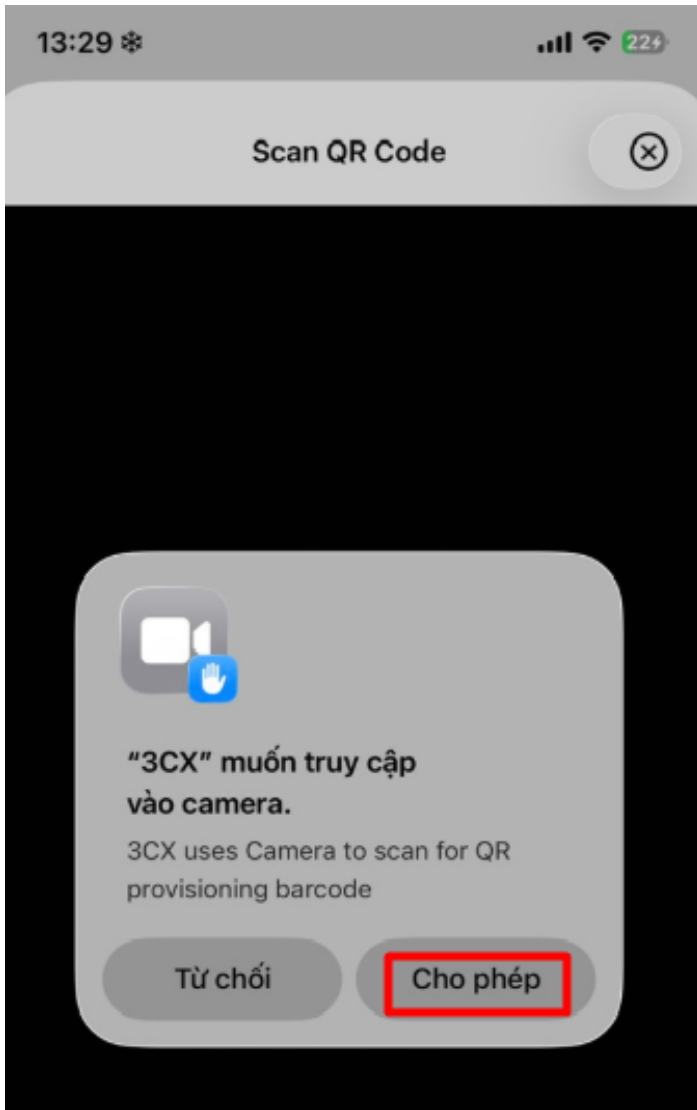 13:29
22
Scan QR Code
“3CX” muốn truy cập
vào camera.
3CX uses Camera to scan for QR
provisioning barcode
Từ chối
Cho phép